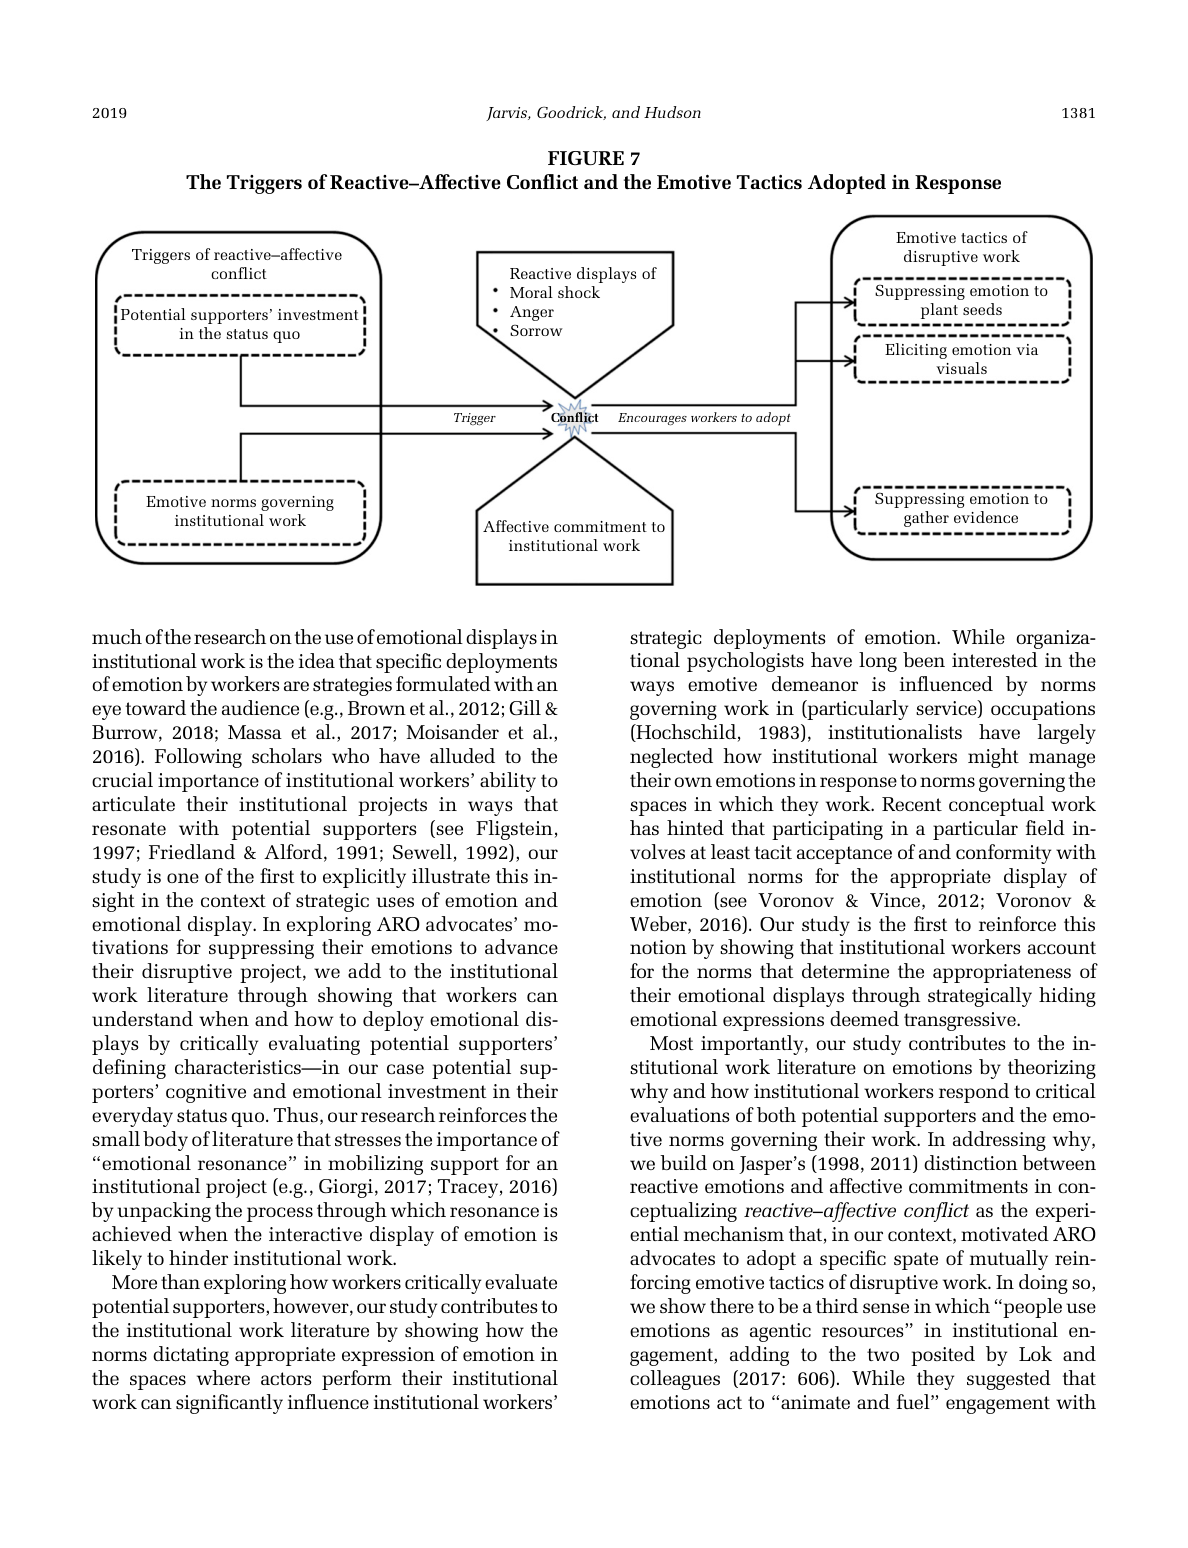 2019
Jarvis, Goodrick, and Hudson
1381
FIGURE 7
The Triggers of Reactive–Affective Conflict and the Emotive Tactics Adopted in Response
Triggers of reactive–affective
conflict
Potential supporters’ investment
in the status quo
Emotive norms governing
institutional work
Trigger
Reactive displays of
• Moral shock
• Anger
• Sorrow
Conflict
Affective commitment to
institutional work
Encourages workers to adopt
Emotive tactics of
disruptive work
Suppressing emotion to
plant seeds
Eliciting emotion via
visuals
Suppressing emotion to
gather evidence
much of the research on the use of emotional displays in
institutional work is the idea that specific deployments
of emotion by workers are strategies formulated with an
eye toward the audience (e.g., Brown et al., 2012; Gill &
Burrow, 2018; Massa et al., 2017; Moisander et al.,
2016). Following scholars who have alluded to the
crucial importance of institutional workers’ ability to
articulate their institutional projects in ways that
resonate with potential supporters (see Fligstein,
1997; Friedland & Alford, 1991; Sewell, 1992), our
study is one of the first to explicitly illustrate this in-
sight in the context of strategic uses of emotion and
emotional display. In exploring ARO advocates’ mo-
tivations for suppressing their emotions to advance
their disruptive project, we add to the institutional
work literature through showing that workers can
understand when and how to deploy emotional dis-
plays by critically evaluating potential supporters’
defining characteristics—in our case potential sup-
porters’ cognitive and emotional investment in their
everyday status quo. Thus, our research reinforces the
small body of literature that stresses the importance of
“emotional resonance” in mobilizing support for an
institutional project (e.g., Giorgi, 2017; Tracey, 2016)
by unpacking the process through which resonance is
achieved when the interactive display of emotion is
likely to hinder institutional work.
More than exploring how workers critically evaluate
potential supporters, however, our study contributes to
the institutional work literature by showing how the
norms dictating appropriate expression of emotion in
the spaces where actors perform their institutional
work can significantly influence institutional workers’
strategic deployments of emotion. While organiza-
tional psychologists have long been interested in the
ways emotive demeanor is influenced by norms
governing work in (particularly service) occupations
(Hochschild, 1983), institutionalists have largely
neglected how institutional workers might manage
their own emotions in response to norms governing the
spaces in which they work. Recent conceptual work
has hinted that participating in a particular field in-
volves at least tacit acceptance of and conformity with
institutional norms for the appropriate display of
emotion (see Voronov & Vince, 2012; Voronov &
Weber, 2016). Our study is the first to reinforce this
notion by showing that institutional workers account
for the norms that determine the appropriateness of
their emotional displays through strategically hiding
emotional expressions deemed transgressive.
Most importantly, our study contributes to the in-
stitutional work literature on emotions by theorizing
why and how institutional workers respond to critical
evaluations of both potential supporters and the emo-
tive norms governing their work. In addressing why,
we build on Jasper’s (1998, 2011) distinction between
reactive emotions and affective commitments in con-
ceptualizing reactive–affective conflict as the experi-
ential mechanism that, in our context, motivated ARO
advocates to adopt a specific spate of mutually rein-
forcing emotive tactics of disruptive work. In doing so,
we show there to be a third sense in which “people use
emotions as agentic resources” in institutional en-
gagement, adding to the two posited by Lok and
colleagues (2017: 606). While they suggested that
emotions act to “animate and fuel” engagement with